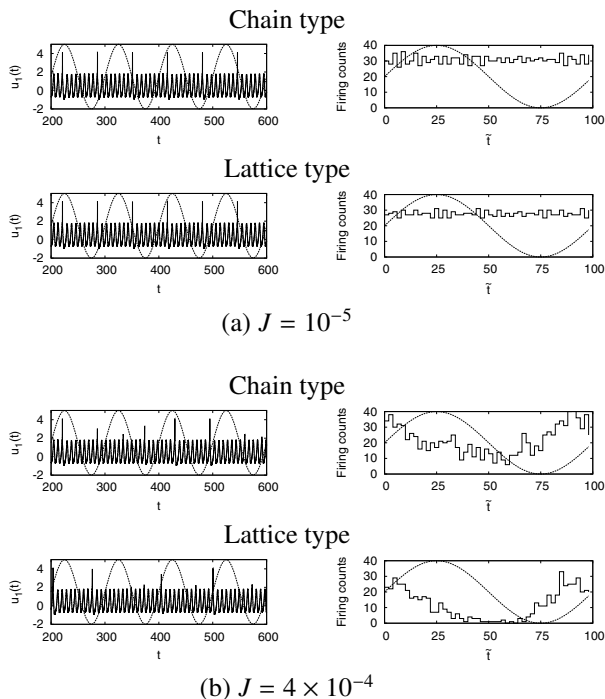 Chain type
u₁(t)
4
2
0
-2
200 300 400 500 600
t
Firing counts
40
30
20
10
0
0 25 50 75 100
t̃
Lattice type
u₁(t)
4
2
0
-2
200 300 400 500 600
t
Firing counts
40
30
20
10
0
0 25 50 75 100
t̃
(a) J = 10⁻⁵
Chain type
u₁(t)
4
2
0
-2
200 300 400 500 600
t
Firing counts
40
30
20
10
0
0 25 50 75 100
t̃
Lattice type
u₁(t)
4
2
0
-2
200 300 400 500 600
t
Firing counts
40
30
20
10
0
0 25 50 75 100
t̃
(b) J = 4 × 10⁻⁴